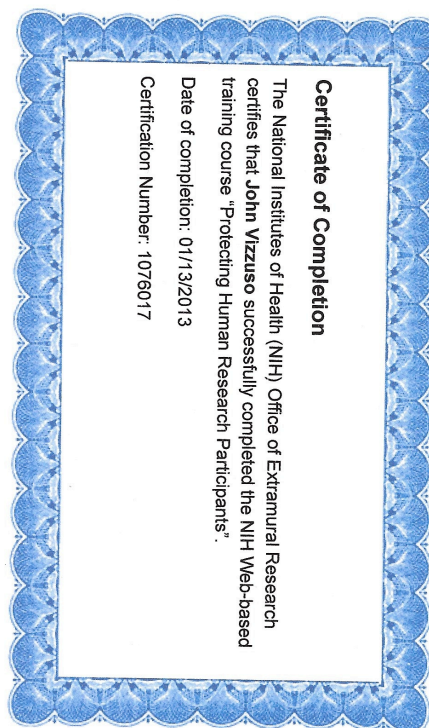 Certificate of Completion
The National Institutes of Health (NIH) Office of Extramural Research
certifies that John Vizzuso successfully completed the NIH Web-based
training course “Protecting Human Research Participants”.
Date of completion: 01/13/2013
Certification Number: 1076017